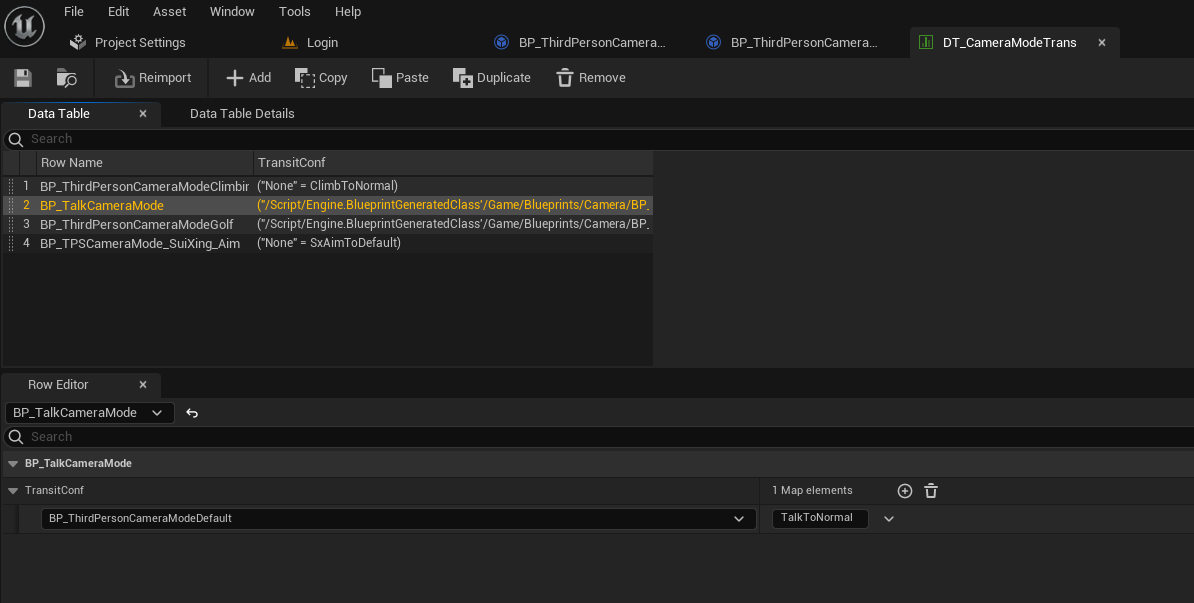 File Edit Asset Window Tools Help
Project Settings Login BP_ThirdPersonCamera... BP_ThirdPersonCamera... DT_CameraModeTrans
Reimport Add Copy Paste Duplicate Remove
Data Table Data Table Details
Search
Row Name TransitConf
1 BP_ThirdPersonCameraModeClimbin ("None" = ClimbToNormal)
2 BP_TalkCameraMode ("/Script/Engine.BlueprintGeneratedClass'/Game/Blueprints/Camera/BP_
3 BP_ThirdPersonCameraModeGolf ("/Script/Engine.BlueprintGeneratedClass'/Game/Blueprints/Camera/BP_
4 BP_TPSCameraMode_SuiXing_Aim ("None" = SxAimToDefault)
Row Editor
BP_TalkCameraMode
Search
BP_TalkCameraMode
TransitConf 1 Map elements
BP_ThirdPersonCameraModeDefault TalkToNormal